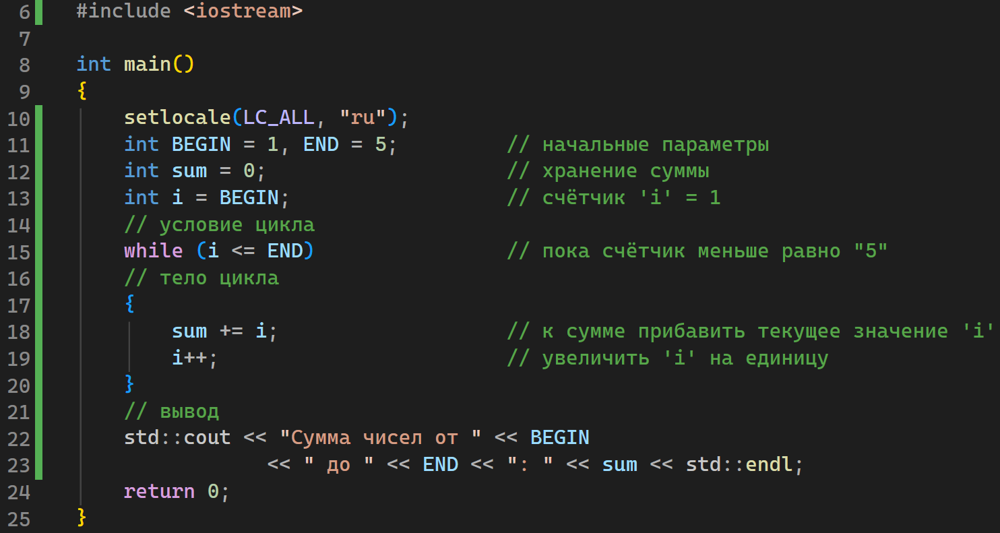 6 #include <iostream>
7
8 int main()
9 {
10 setlocale(LC_ALL, "ru");
11 int BEGIN = 1, END = 5; // начальные параметры
12 int sum = 0; // хранение суммы
13 int i = BEGIN; // счётчик 'i' = 1
14 // условие цикла
15 while (i <= END) // пока счётчик меньше равно "5"
16 // тело цикла
17 {
18 sum += i; // к сумме прибавить текущее значение 'i'
19 i++; // увеличить 'i' на единицу
20 }
21 // вывод
22 std::cout << "Сумма чисел от " << BEGIN
23 << " до " << END << ": " << sum << std::endl;
24 return 0;
25 }